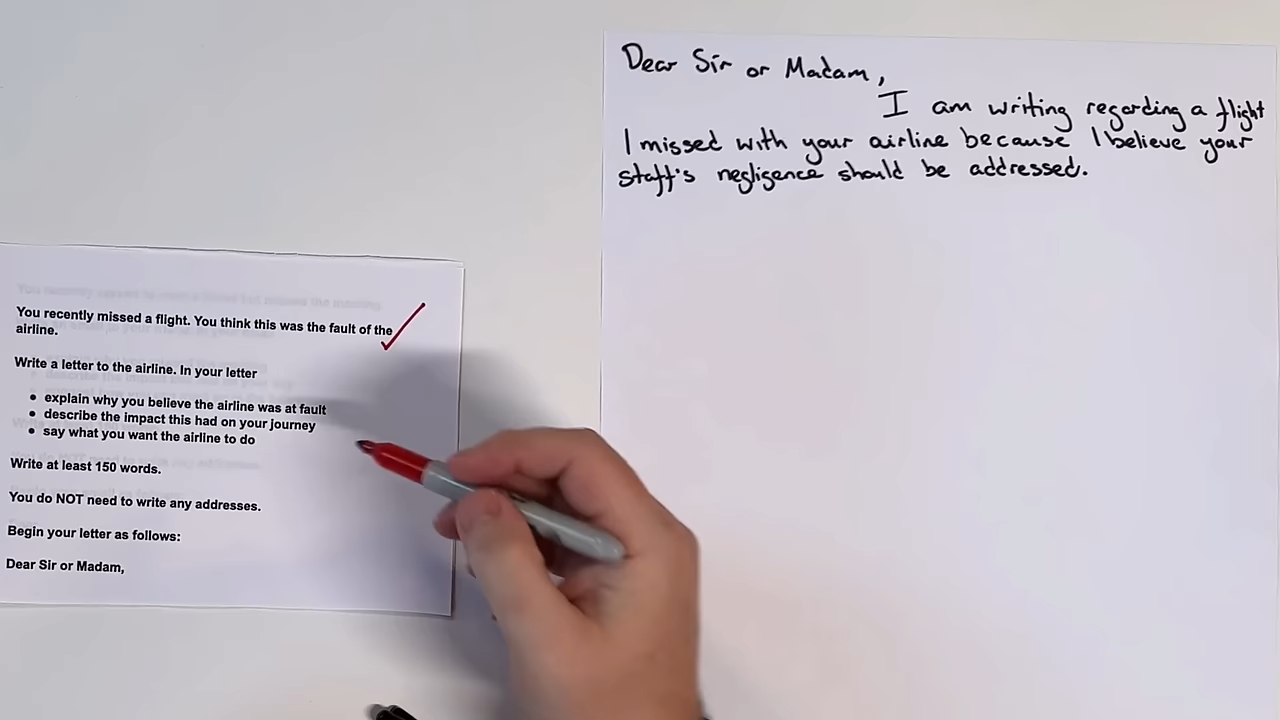 You recently missed a flight. You think this was the fault of the
airline.
Write a letter to the airline. In your letter
• explain why you believe the airline was at fault
• describe the impact this had on your journey
• say what you want the airline to do
Write at least 150 words.
You do NOT need to write any addresses.
Begin your letter as follows:
Dear Sir or Madam,
Dear Sir or Madam,
I am writing regarding a flight
I missed with your airline because I believe your
staff's negligence should be addressed.